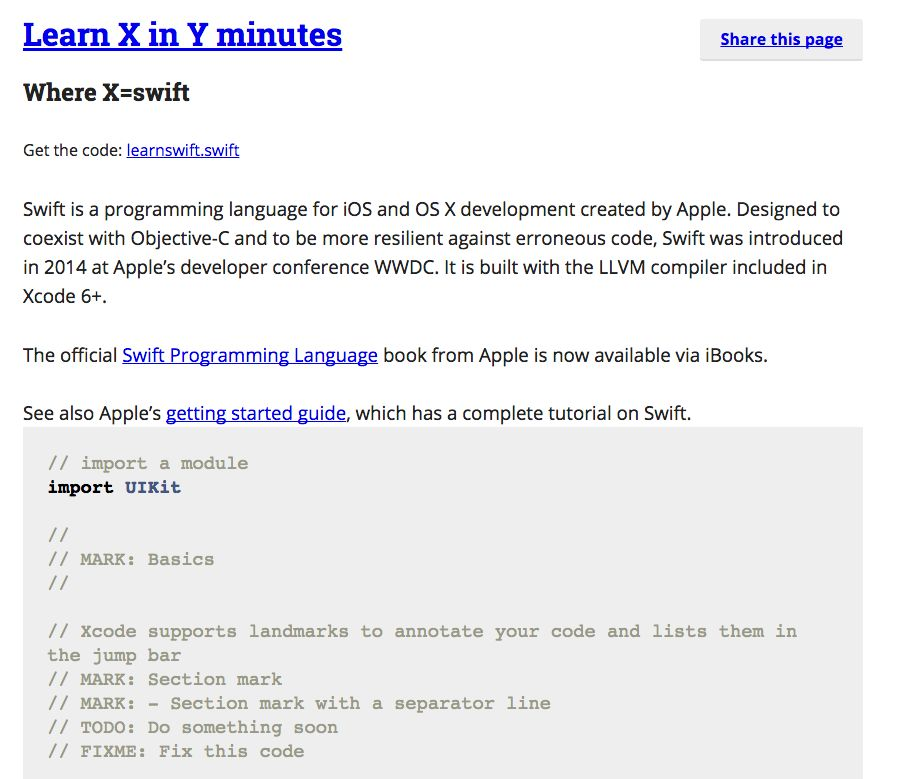 Learn X in Y minutes
Share this page
Where X=swift
Get the code: learnswift.swift
Swift is a programming language for iOS and OS X development created by Apple. Designed to
coexist with Objective-C and to be more resilient against erroneous code, Swift was introduced
in 2014 at Apple’s developer conference WWDC. It is built with the LLVM compiler included in
Xcode 6+.
The official Swift Programming Language book from Apple is now available via iBooks.
See also Apple’s getting started guide, which has a complete tutorial on Swift.
// import a module
import UIKit
//
// MARK: Basics
//
// Xcode supports landmarks to annotate your code and lists them in
the jump bar
// MARK: Section mark
// MARK: - Section mark with a separator line
// TODO: Do something soon
// FIXME: Fix this code